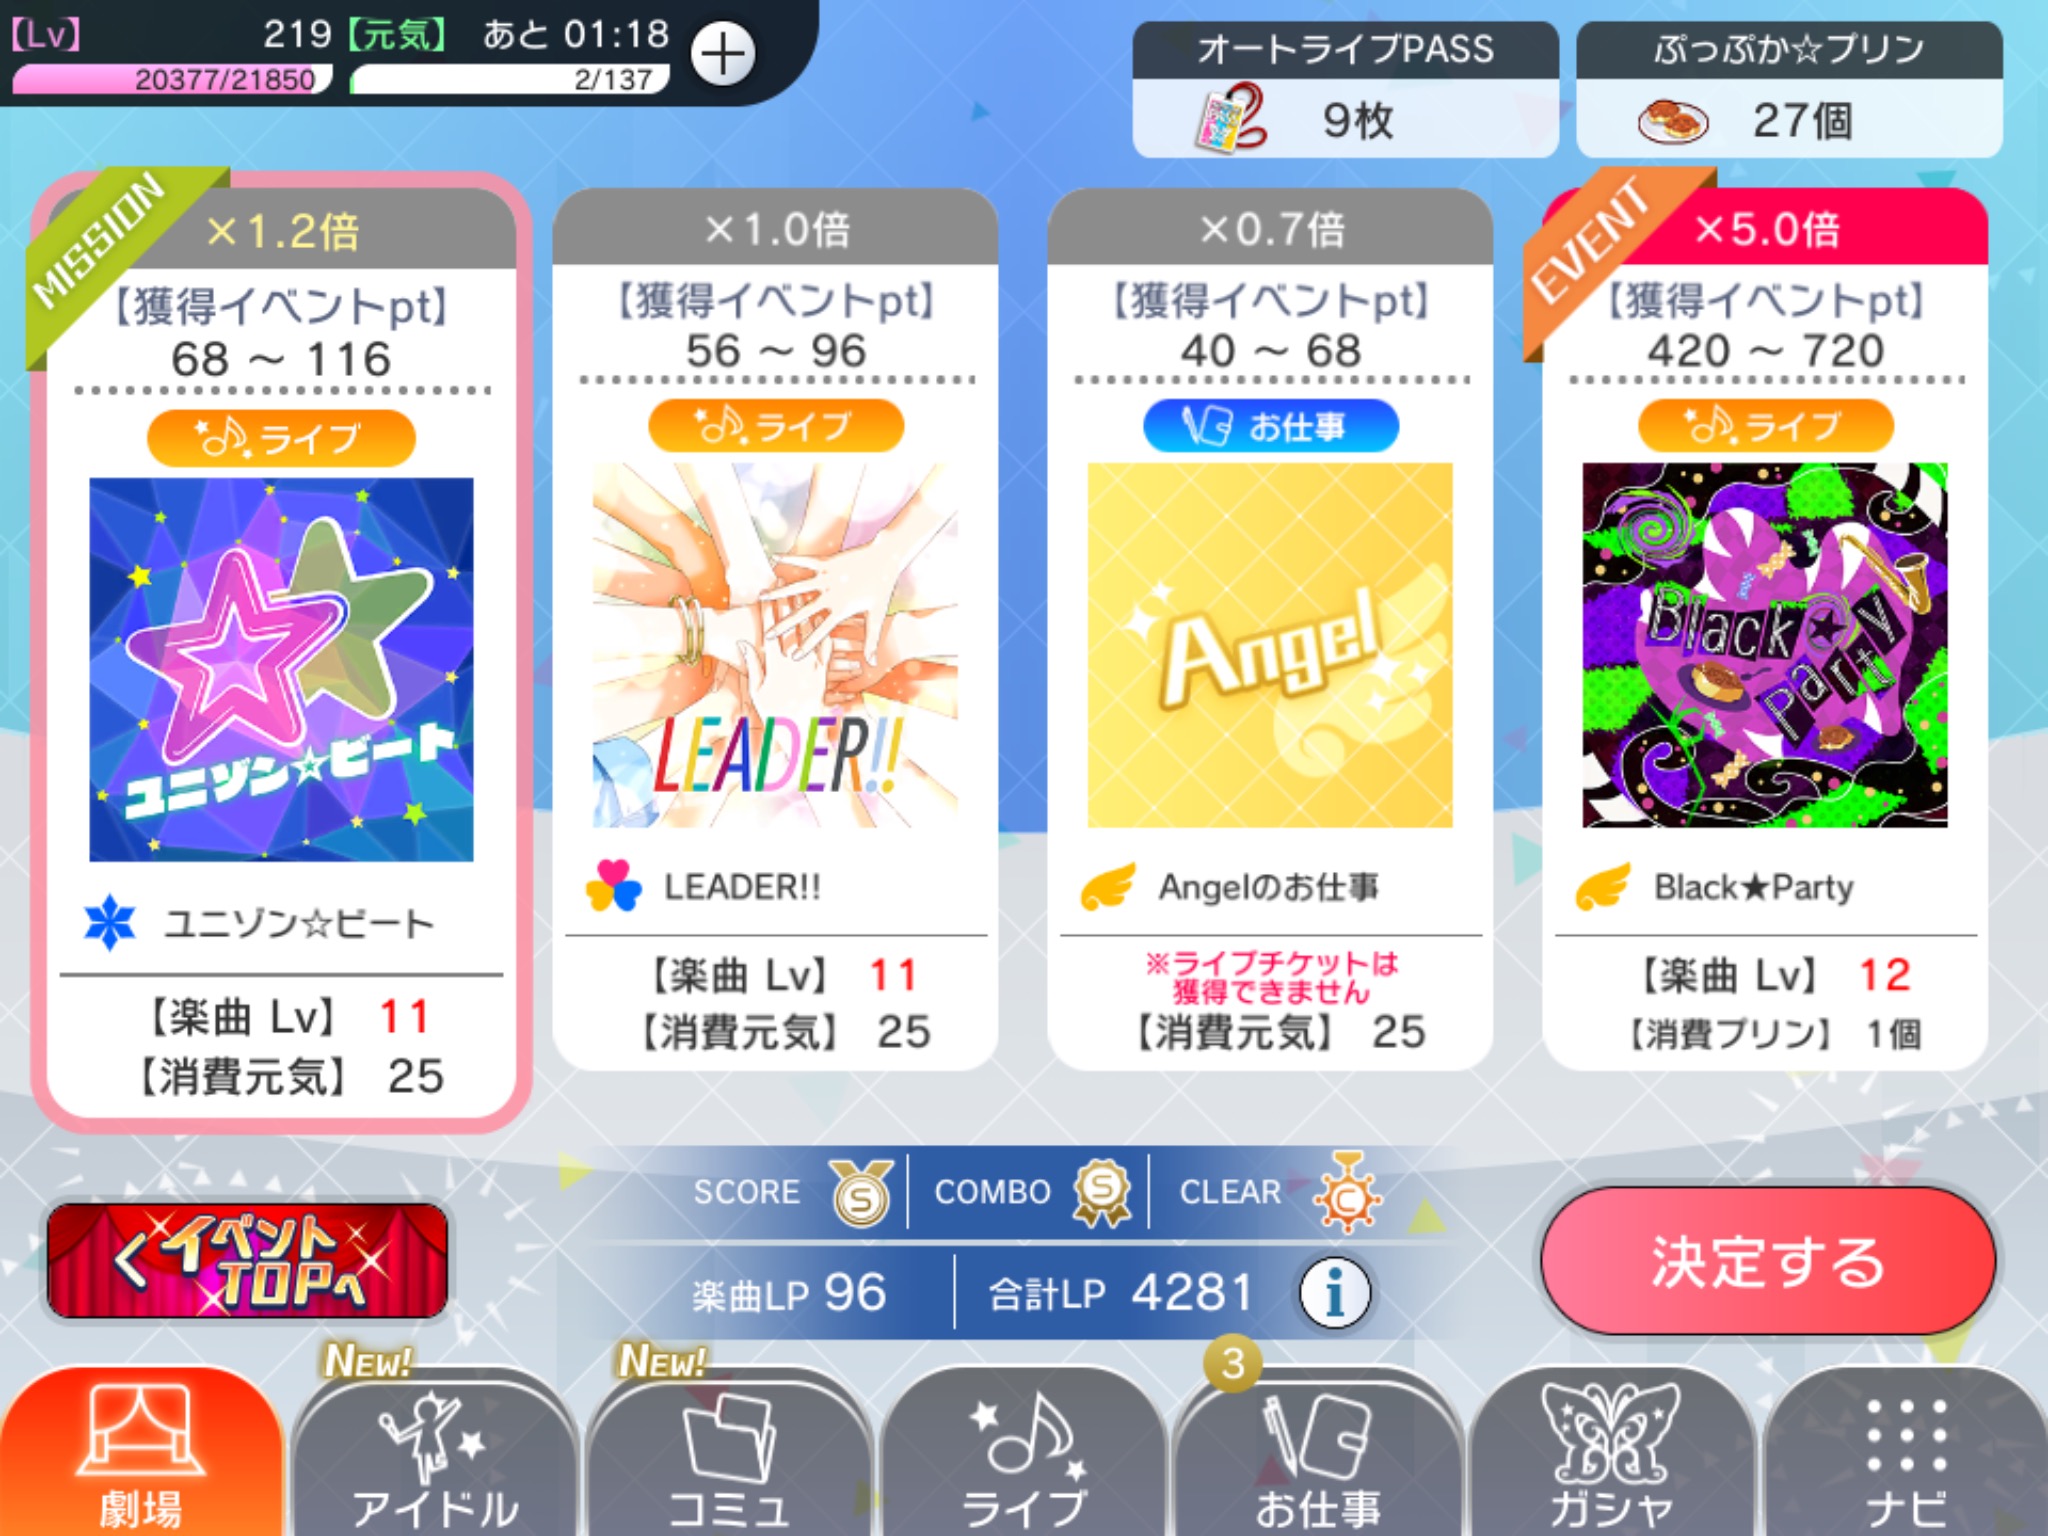 【Lv】 219 【元気】 あと 01:18
20377/21850 2/137
オートライブPASS
9枚
ぷっぷか☆プリン
27個
MISSION
×1.2倍
【獲得イベントpt】
68 ～ 116
ライブ
ユニゾン☆ビート
ユニゾン☆ビート
【楽曲 Lv】 11
【消費元気】 25
×1.0倍
【獲得イベントpt】
56 ～ 96
ライブ
LEADER!!
LEADER!!
【楽曲 Lv】 11
【消費元気】 25
×0.7倍
【獲得イベントpt】
40 ～ 68
お仕事
Angel
Angelのお仕事
※ライブチケットは
獲得できません
【消費元気】 25
EVENT
×5.0倍
【獲得イベントpt】
420 ～ 720
ライブ
Black★
Party
Black★Party
【楽曲 Lv】 12
【消費プリン】 1個
イベント
TOPへ
SCORE S COMBO S CLEAR C
楽曲LP 96 合計LP 4281 i
決定する
NEW!
NEW!
3
劇場
アイドル
コミュ
ライブ
お仕事
ガシャ
ナビ